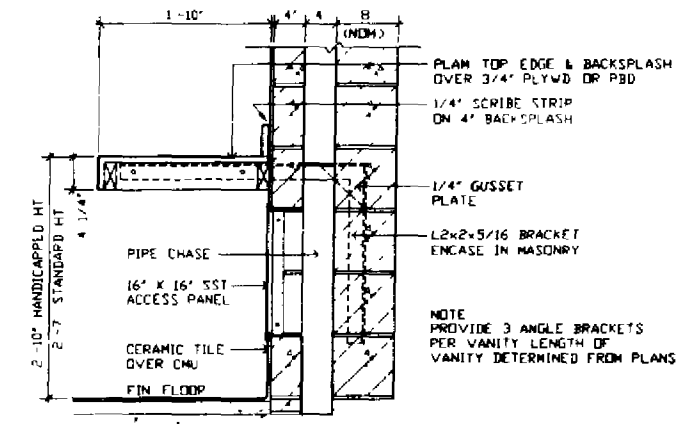 1'-10" 4" 4 8
(NOM)
PLAM TOP EDGE & BACKSPLASH
OVER 3/4" PLYWD OR PBD
1/4" SCRIBE STRIP
ON 4" BACKSPLASH
1/4" GUSSET
PLATE
L2x2x5/16 BRACKET
ENCASE IN MASONRY
NOTE
PROVIDE 3 ANGLE BRACKETS
PER VANITY LENGTH OF
VANITY DETERMINED FROM PLANS
PIPE CHASE
16" X 16" SST
ACCESS PANEL
CERAMIC TILE
OVER CMU
FIN FLOOR
4 1/4"
2'-10" HANDICAPPED HT
2'-7 STANDARD HT